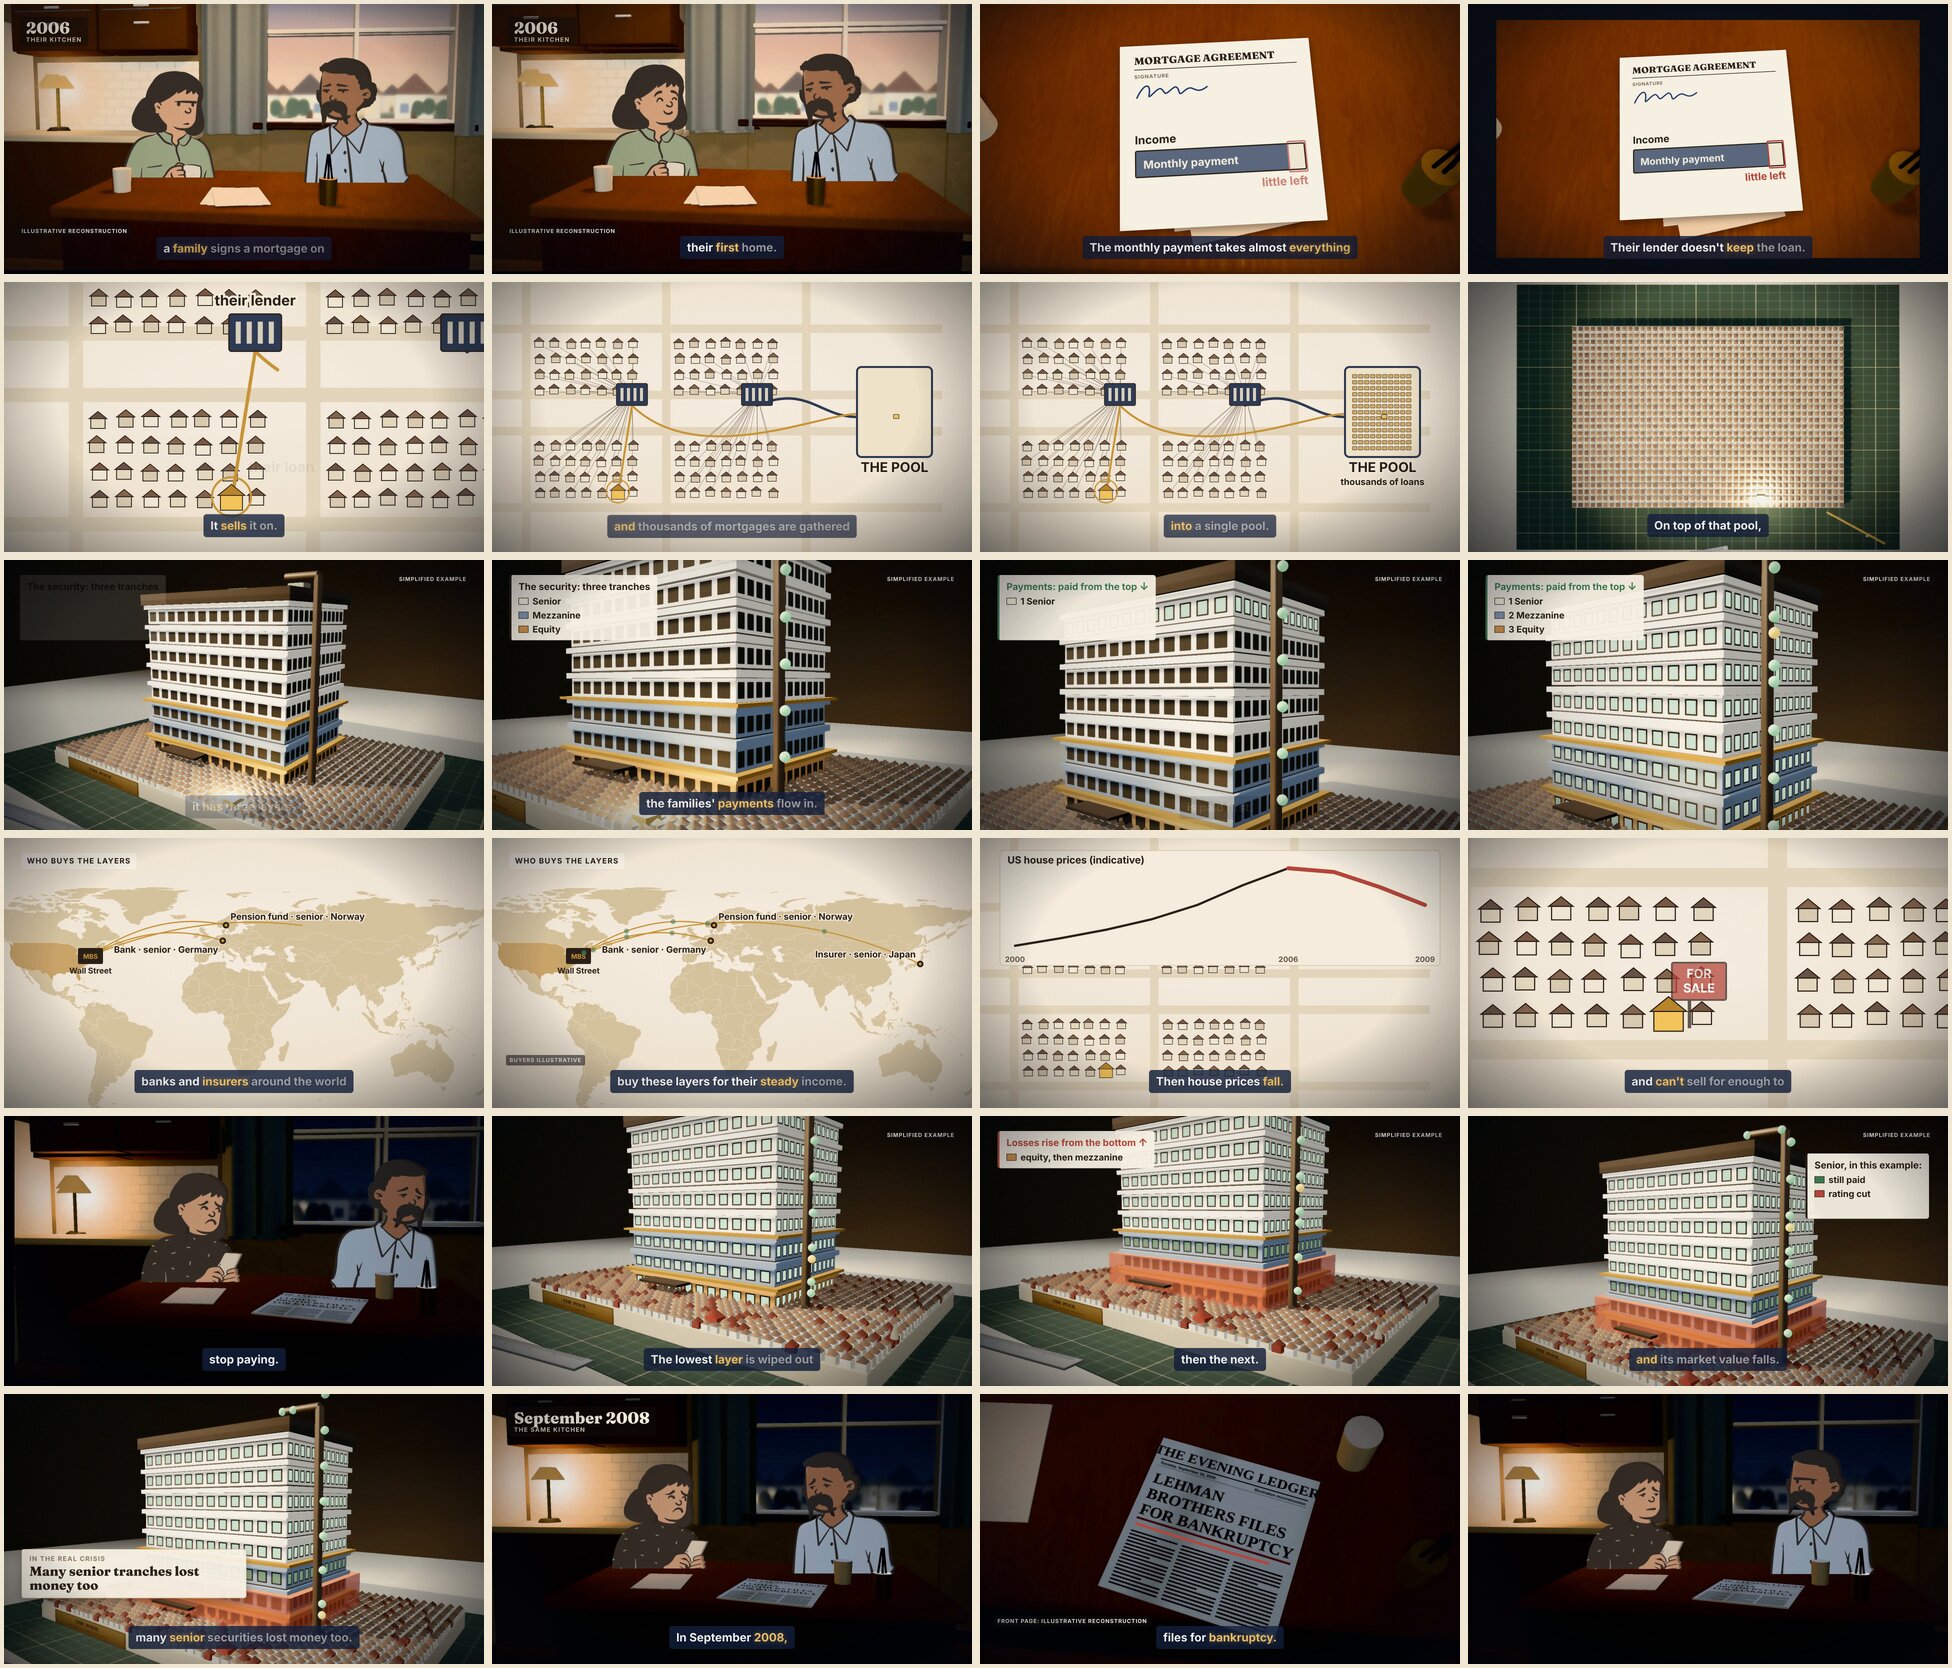 2006
THEIR KITCHEN
ILLUSTRATIVE RECONSTRUCTION
a family signs a mortgage on
2006
THEIR KITCHEN
ILLUSTRATIVE RECONSTRUCTION
their first home.
MORTGAGE AGREEMENT
SIGNATURE
Income
Monthly payment
little left
The monthly payment takes almost everything
MORTGAGE AGREEMENT
SIGNATURE
Income
Monthly payment
little left
Their lender doesn't keep the loan.
their lender
It sells it on.
THE POOL
and thousands of mortgages are gathered
THE POOL
thousands of loans
into a single pool.
On top of that pool,
The security: three tranches
SIMPLIFIED EXAMPLE
THE POOL
it has three
The security: three tranches
Senior
Mezzanine
Equity
SIMPLIFIED EXAMPLE
the families' payments flow in.
Payments: paid from the top ↓
1 Senior
SIMPLIFIED EXAMPLE
Payments: paid from the top ↓
1 Senior
2 Mezzanine
3 Equity
SIMPLIFIED EXAMPLE
WHO BUYS THE LAYERS
Pension fund · senior · Norway
Bank · senior · Germany
MBS
Wall Street
banks and insurers around the world
WHO BUYS THE LAYERS
Pension fund · senior · Norway
Bank · senior · Germany
Insurer · senior · Japan
MBS
Wall Street
BUYERS ILLUSTRATIVE
buy these layers for their steady income.
US house prices (indicative)
2000
2006
2009
Then house prices fall.
FOR
SALE
and can't sell for enough to
stop paying.
SIMPLIFIED EXAMPLE
THE POOL
The lowest layer is wiped out
Losses rise from the bottom ↑
equity, then mezzanine
SIMPLIFIED EXAMPLE
THE POOL
then the next.
SIMPLIFIED EXAMPLE
Senior, in this example:
still paid
rating cut
THE POOL
and its market value falls.
IN THE REAL CRISIS
Many senior tranches lost
money too
THE POOL
many senior securities lost money too.
September 2008
THE SAME KITCHEN
In September 2008,
THE EVENING LEDGER
LEHMAN
BROTHERS FILES
FOR BANKRUPTCY
FRONT PAGE: ILLUSTRATIVE RECONSTRUCTION
files for bankruptcy.